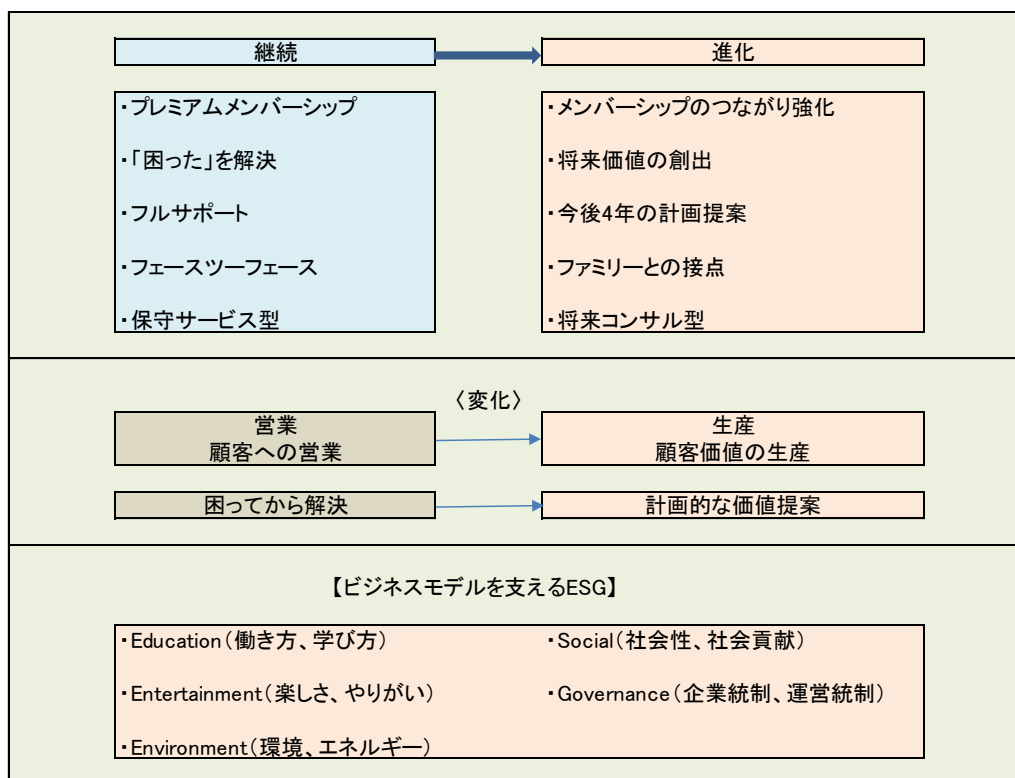 継続
進化
・プレミアムメンバーシップ
・「困った」を解決
・フルサポート
・フェースツーフェース
・保守サービス型
・メンバーシップのつながり強化
・将来価値の創出
・今後4年の計画提案
・ファミリーとの接点
・将来コンサル型
〈変化〉
営業
顧客への営業
生産
顧客価値の生産
困ってから解決
計画的な価値提案
【ビジネスモデルを支えるESG】
・Education（働き方、学び方）
・Entertainment（楽しさ、やりがい）
・Environment（環境、エネルギー）
・Social（社会性、社会貢献）
・Governance（企業統制、運営統制）